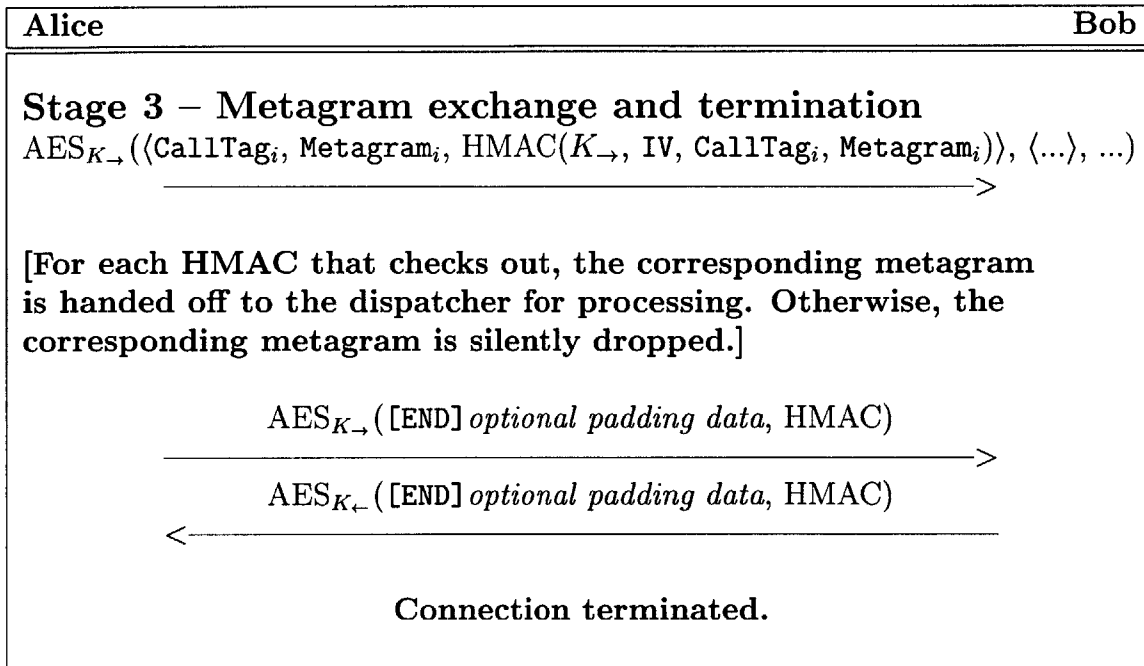 Alice Bob
Stage 3 – Metagram exchange and termination
AES_{K→}(⟨CallTag_i, Metagram_i, HMAC(K→, IV, CallTag_i, Metagram_i)⟩, ⟨...⟩, ...)
[For each HMAC that checks out, the corresponding metagram
is handed off to the dispatcher for processing. Otherwise, the
corresponding metagram is silently dropped.]
AES_{K→}([END] optional padding data, HMAC)
AES_{K←}([END] optional padding data, HMAC)
Connection terminated.